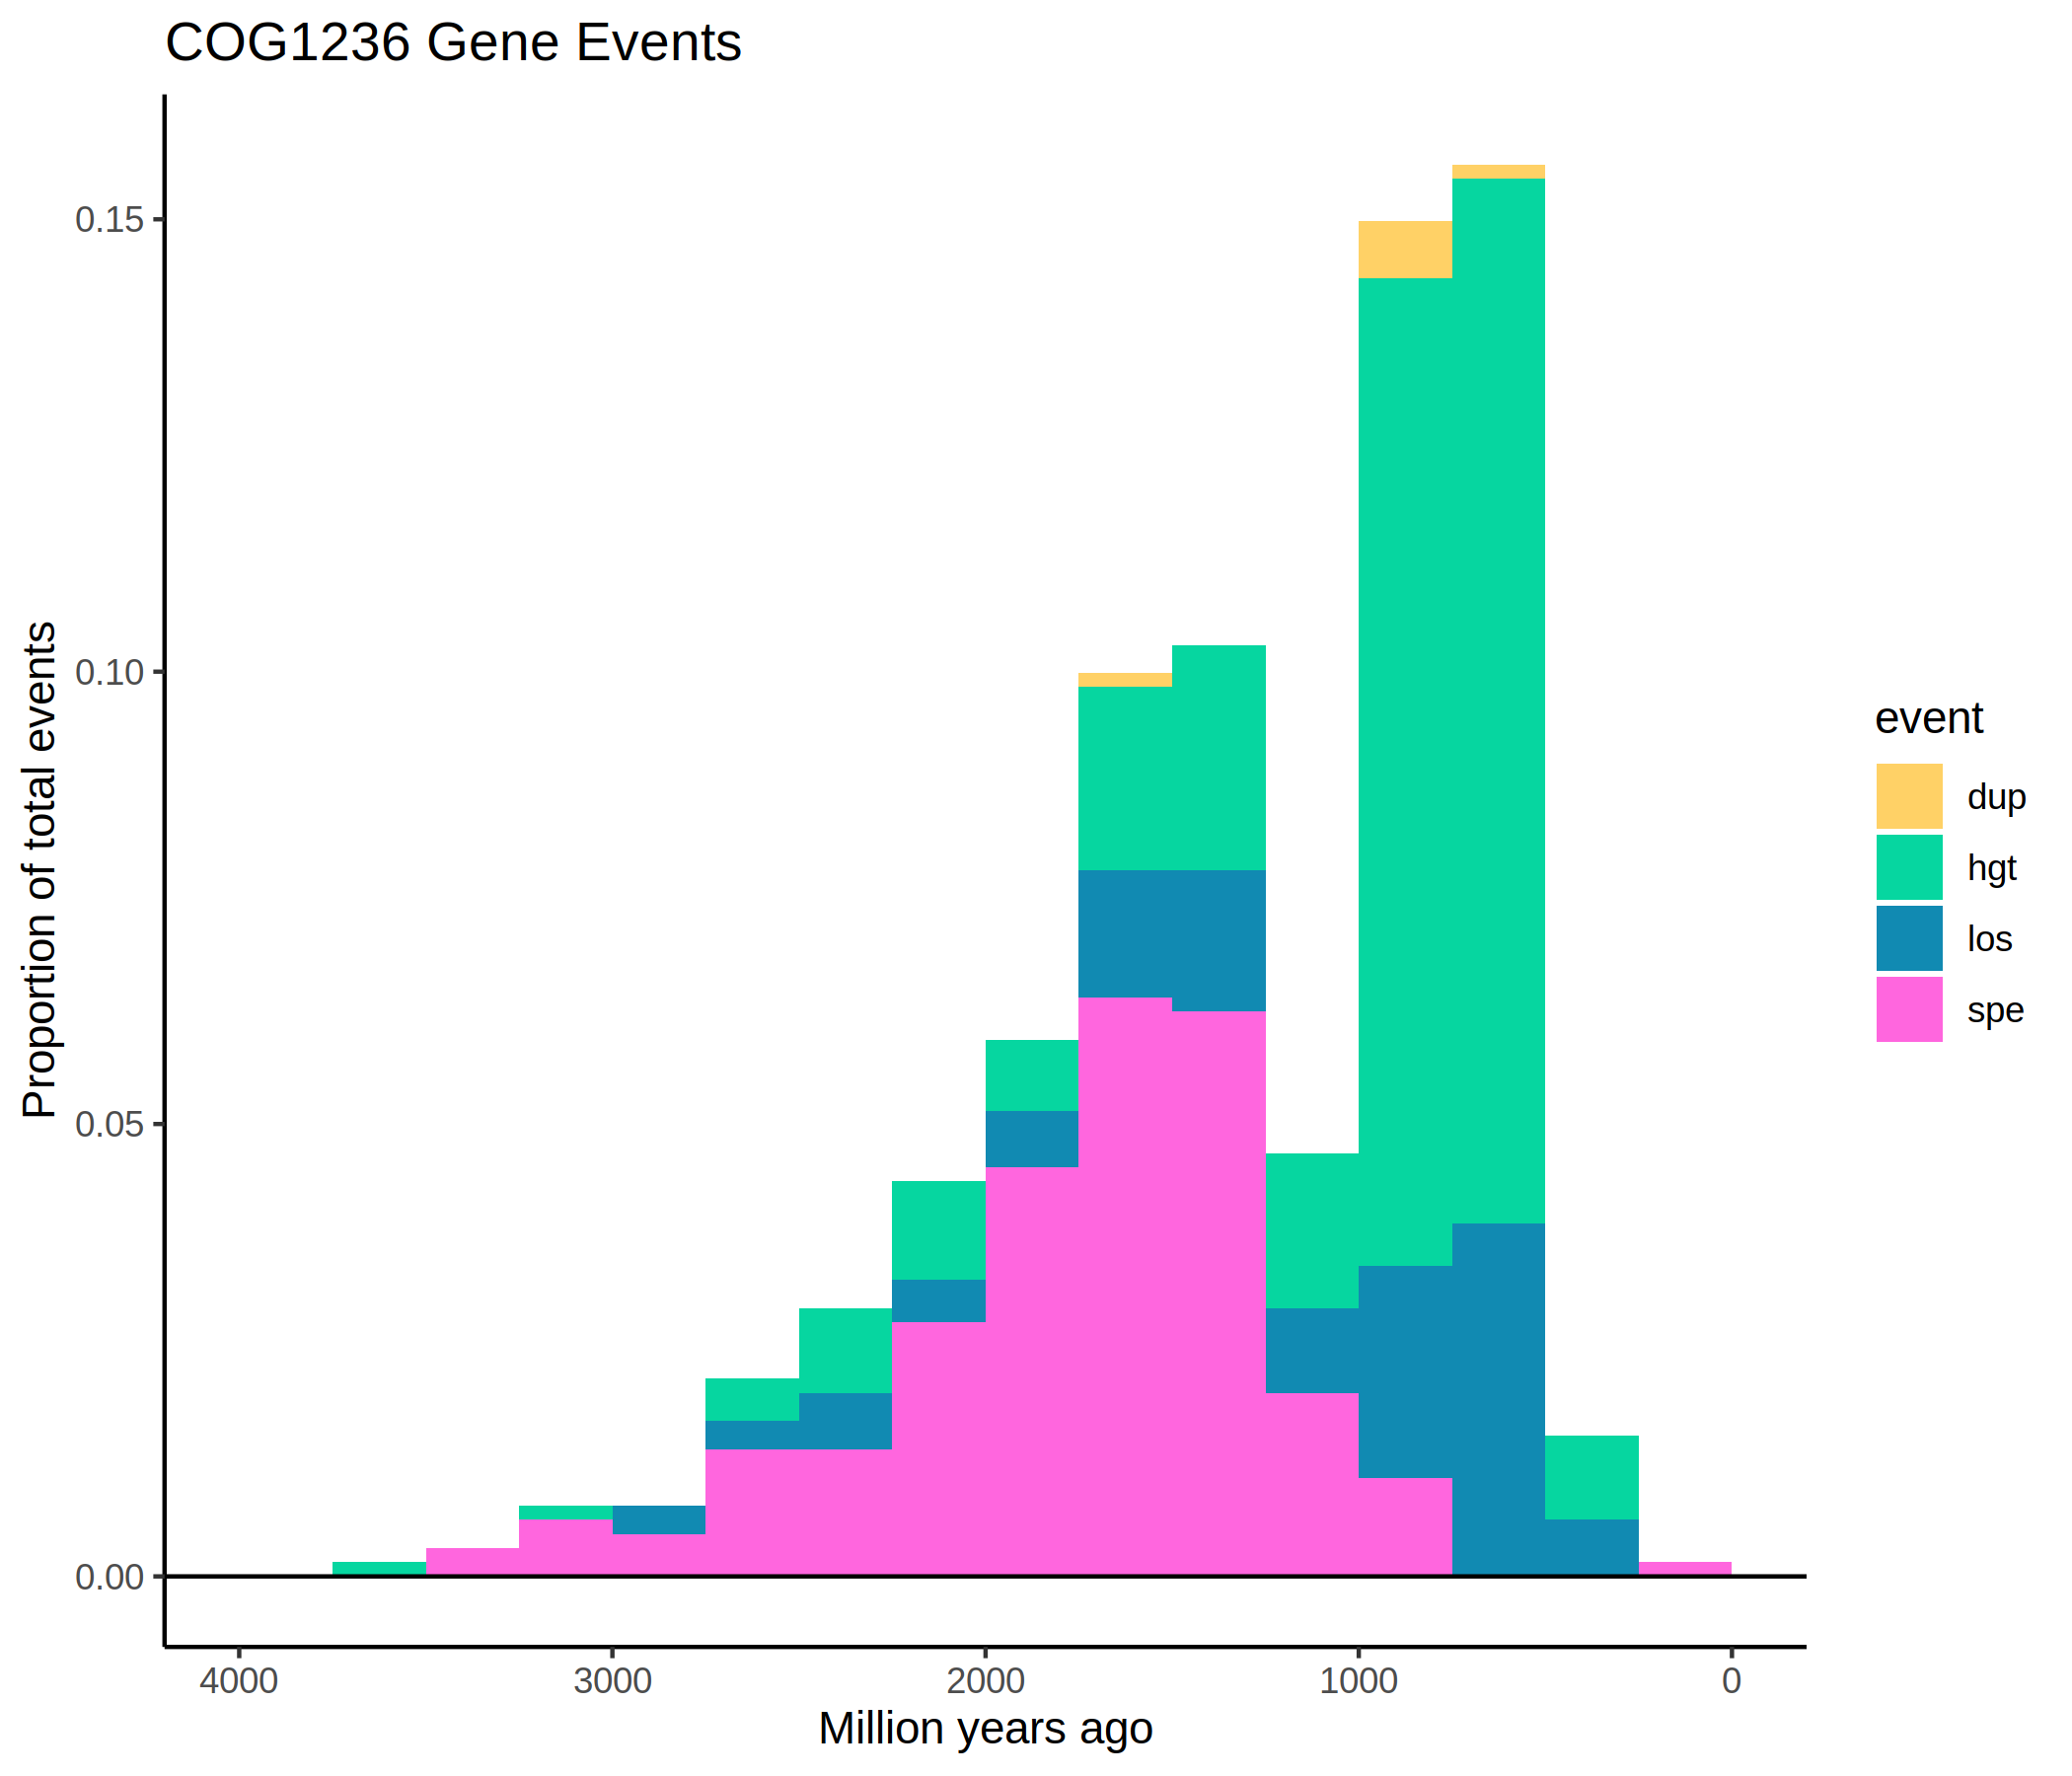 COG1236 Gene Events
Proportion of total events
0.15
0.10
0.05
0.00
4000 3000 2000 1000 0
Million years ago
event
dup
hgt
los
spe